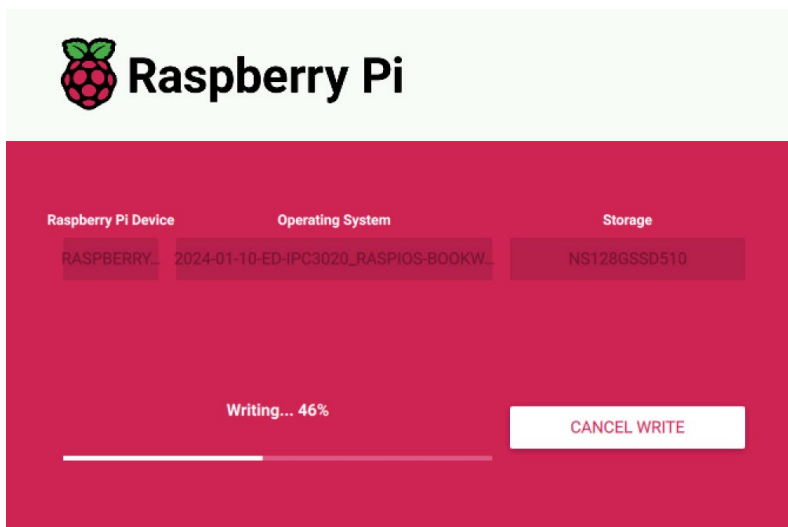 Raspberry Pi
Raspberry Pi Device Operating System Storage
RASPBERRY... 2024-01-10-ED-IPC3020_RASPIOS-BOOKW... NS128GSSD510
Writing... 46%
CANCEL WRITE